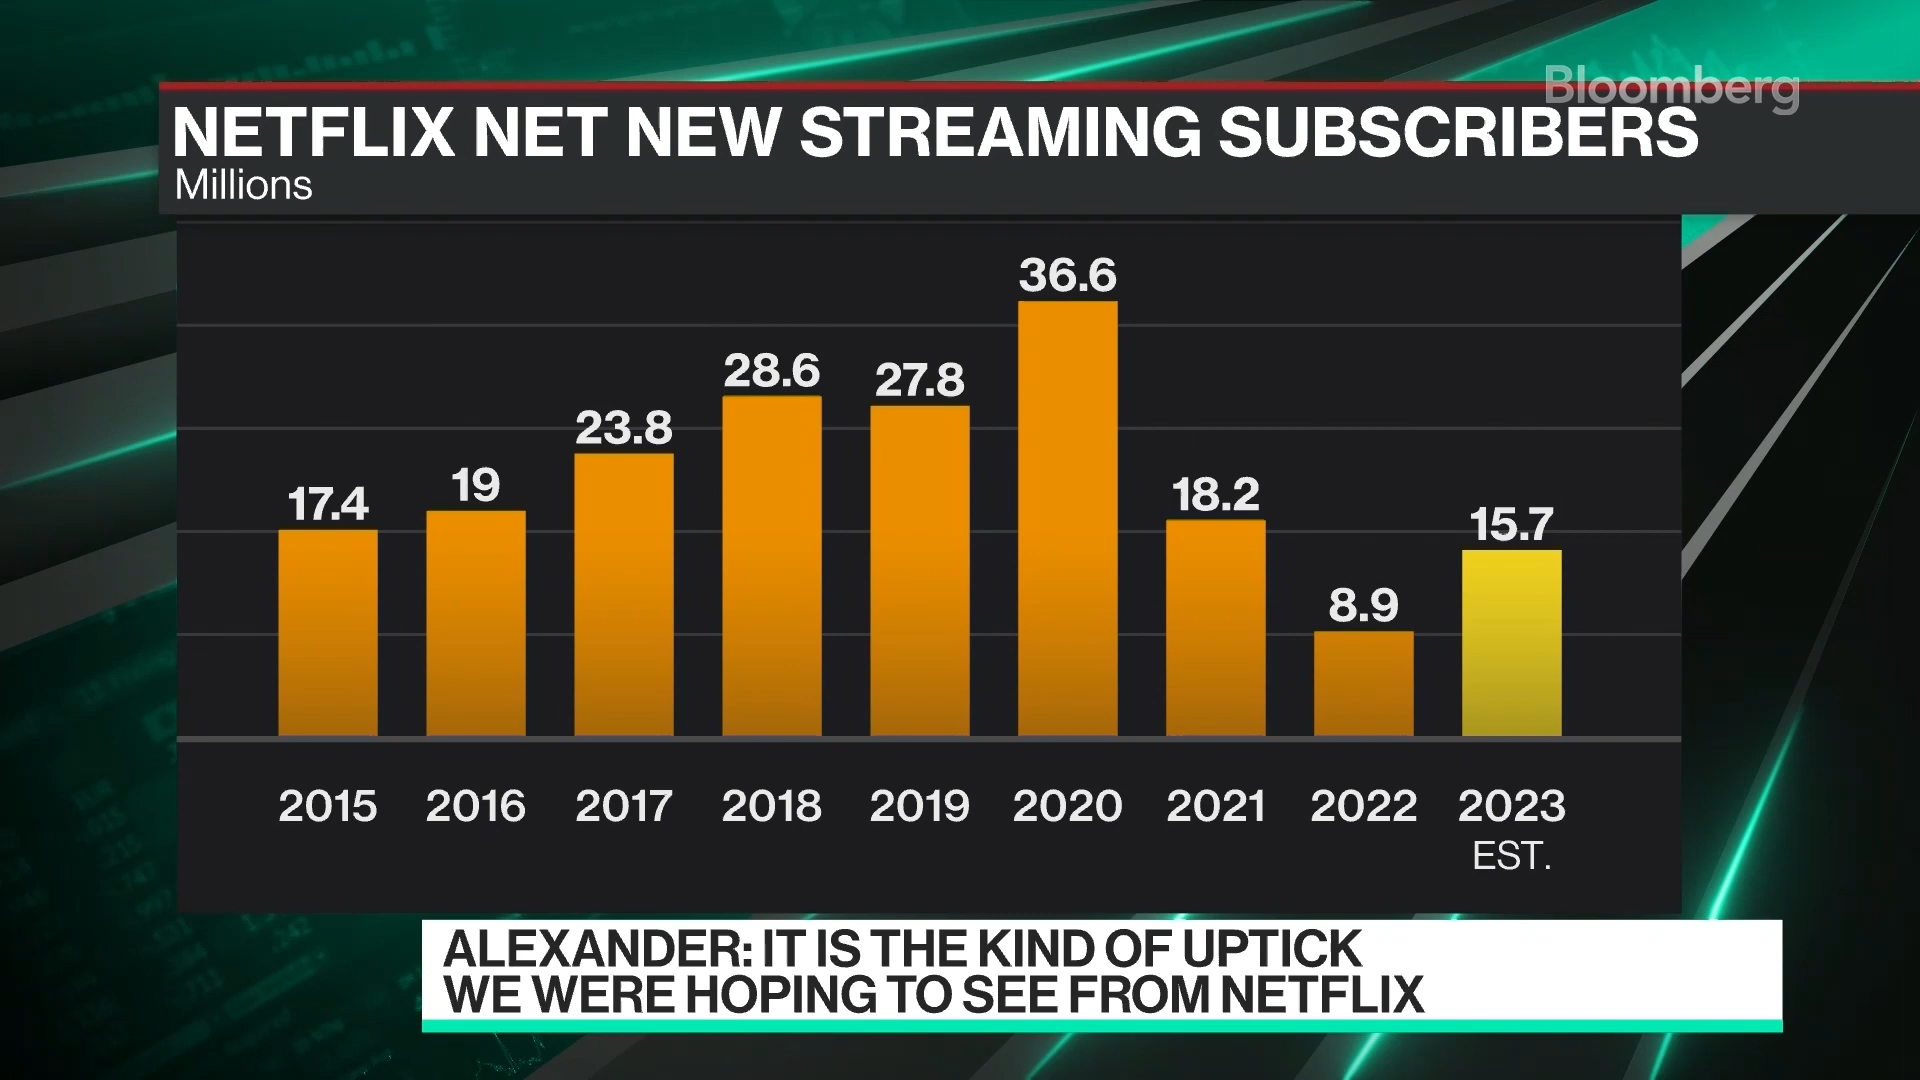 Bloomberg
NETFLIX NET NEW STREAMING SUBSCRIBERS
Millions
17.4
19
23.8
28.6
27.8
36.6
18.2
8.9
15.7
2015 2016 2017 2018 2019 2020 2021 2022 2023
EST.
ALEXANDER: IT IS THE KIND OF UPTICK
WE WERE HOPING TO SEE FROM NETFLIX